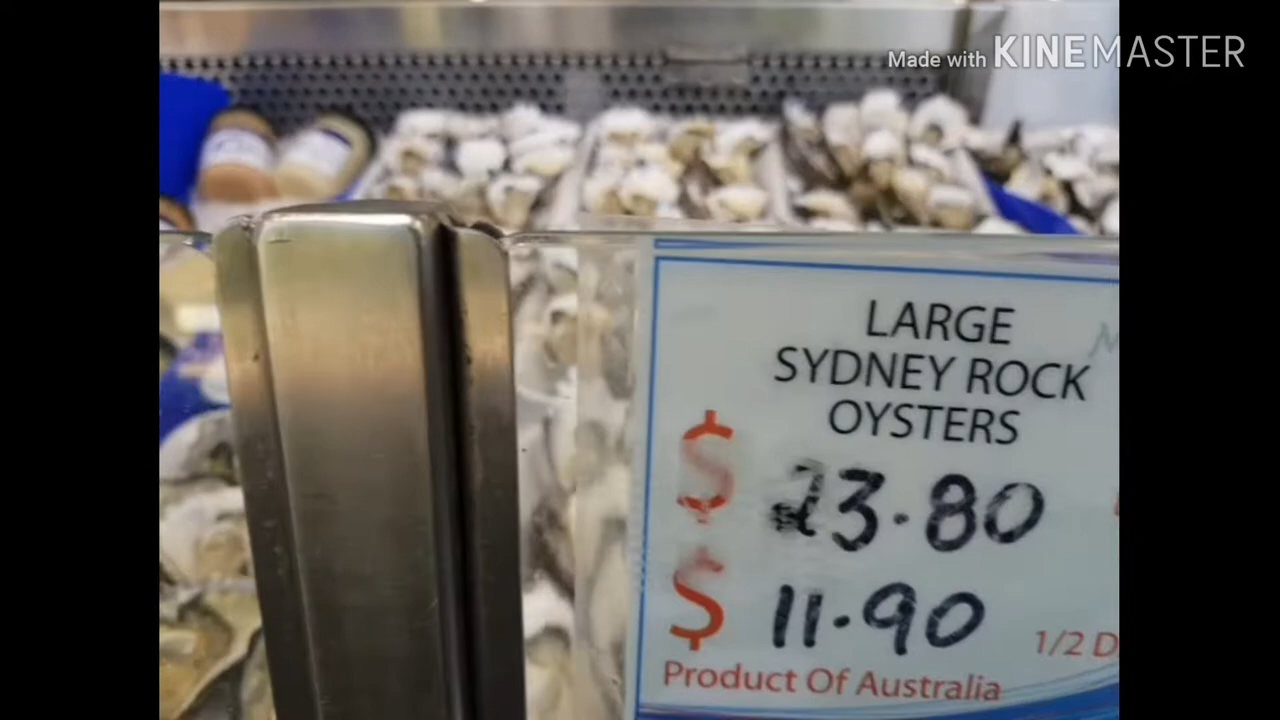 Made with KINEMASTER
LARGE
SYDNEY ROCK
OYSTERS
$ 23.80
$ 11.90
1/2 D
Product Of Australia